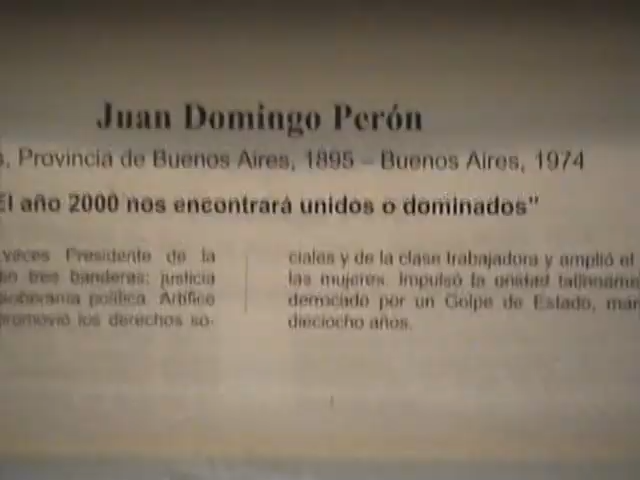 Juan Domingo Perón
, Provincia de Buenos Aires, 1895 – Buenos Aires, 1974
El año 2000 nos encontrará unidos o dominados”
veces Presidente de la
tres banderas: justicia
soberanía política. Artífice
promovió los derechos so-
ciales y de la clase trabajadora y amplió el
las mujeres. Impulsó la unidad
derrocado por un Golpe de Estado,
dieciocho años.